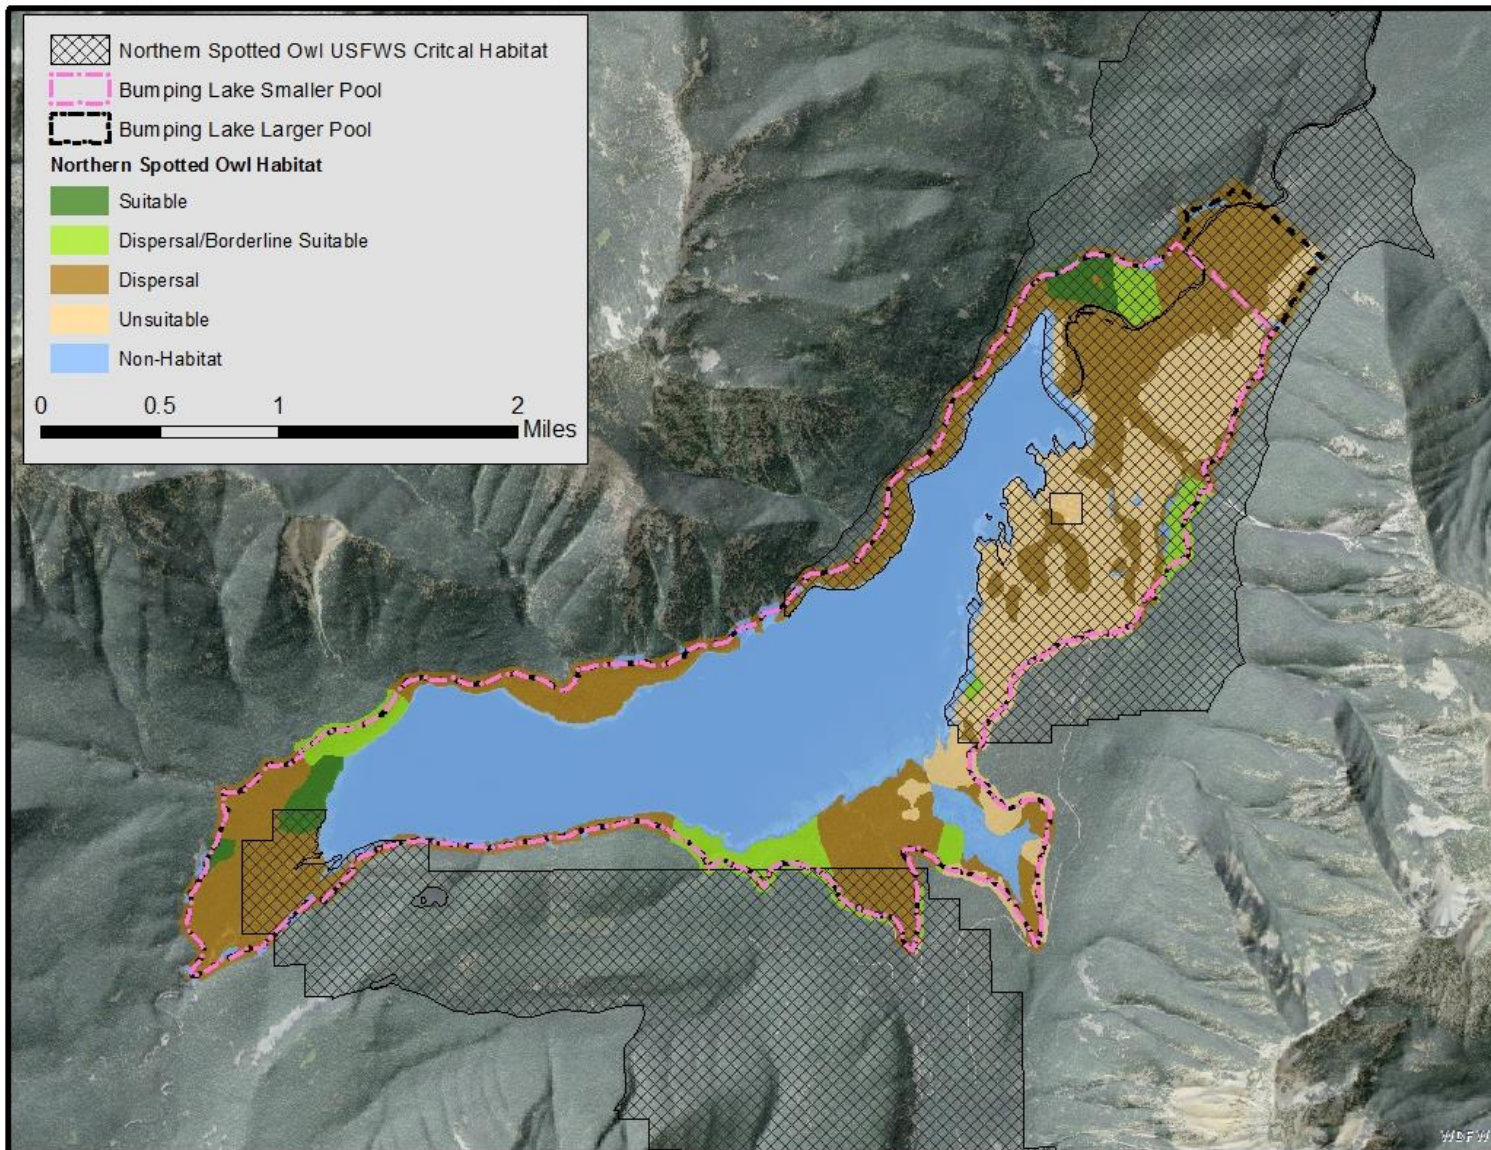 Northern Spotted Owl USFWS Critcal Habitat
Bumping Lake Smaller Pool
Bumping Lake Larger Pool
Northern Spotted Owl Habitat
Suitable
Dispersal/Borderline Suitable
Dispersal
Unsuitable
Non-Habitat
0 0.5 1 2
Miles
WDFW